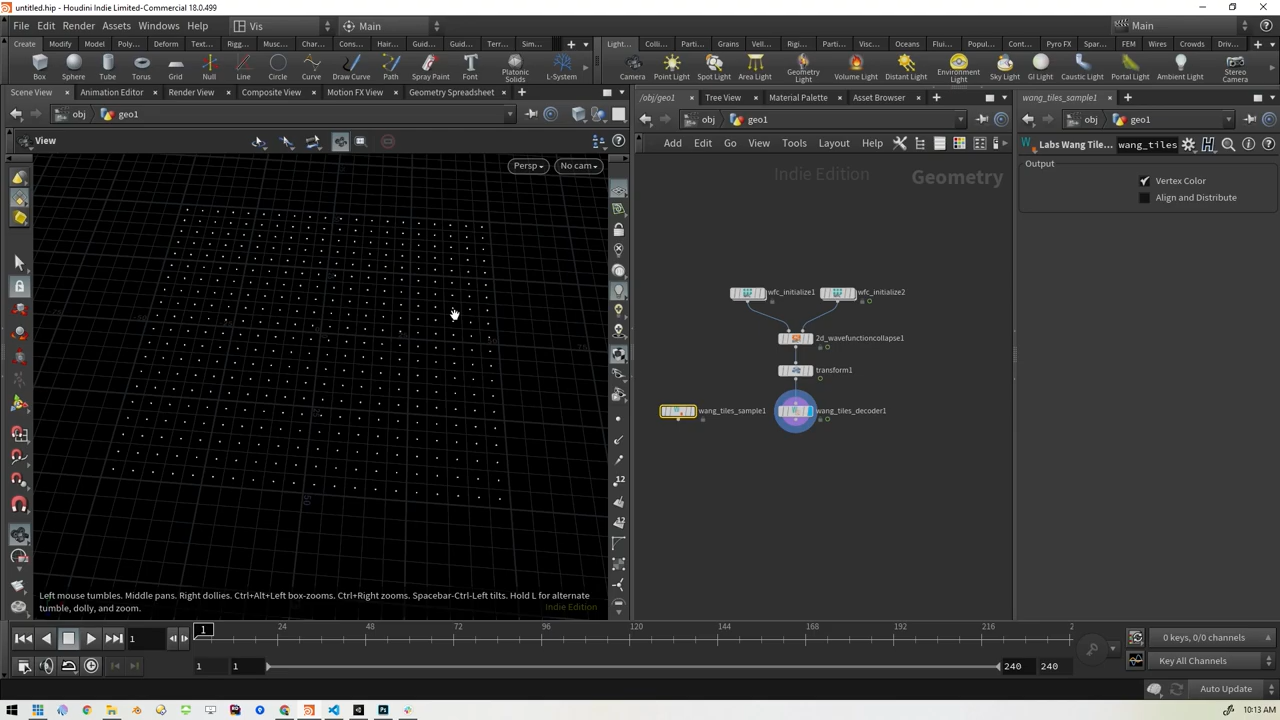 untitled.hip - Houdini Indie Limited-Commercial 18.0.499
File Edit Render Assets Windows Help Vis Main Main
Create Modify Model Poly... Deform Text... Rigg... Musc... Char... Cons... Hair... Guid... Guid... Terr... Sim... Light... Colli... Parti... Grains Vell... Rigi... Parti... Visc... Oceans Flui... Popul... Cont... Pyro FX Spar... FEM Wires Crowds Driv...
Box Sphere Tube Torus Grid Null Line Circle Curve Draw Curve Path Spray Paint Font Platonic Solids L-System Camera Point Light Spot Light Area Light Geometry Light Volume Light Distant Light Environment Light Sky Light GI Light Caustic Light Portal Light Ambient Light Stereo Camera
Scene View Animation Editor Render View Composite View Motion FX View Geometry Spreadsheet
/obj/geo1 Tree View Material Palette Asset Browser
wang_tiles_sample1
obj geo1
obj geo1
obj geo1
View
Persp No cam
Add Edit Go View Tools Layout Help
Labs Wang Tile... wang_tiles
Output
Vertex Color
Align and Distribute
Indie Edition Geometry
wfc_initialize1 wfc_initialize2
2d_wavefunctioncollapse1
transform1
wang_tiles_sample1 wang_tiles_decoder1
12
Left mouse tumbles. Middle pans. Right dollies. Ctrl+Alt+Left box-zooms. Ctrl+Right zooms. Spacebar-Ctrl-Left tilts. Hold L for alternate
tumble, dolly, and zoom.
Indie Edition
1 1 24 48 72 96 120 144 168 192 216 2
0 keys, 0/0 channels
1 1 240 240
Key All Channels
Auto Update
10:13 AM